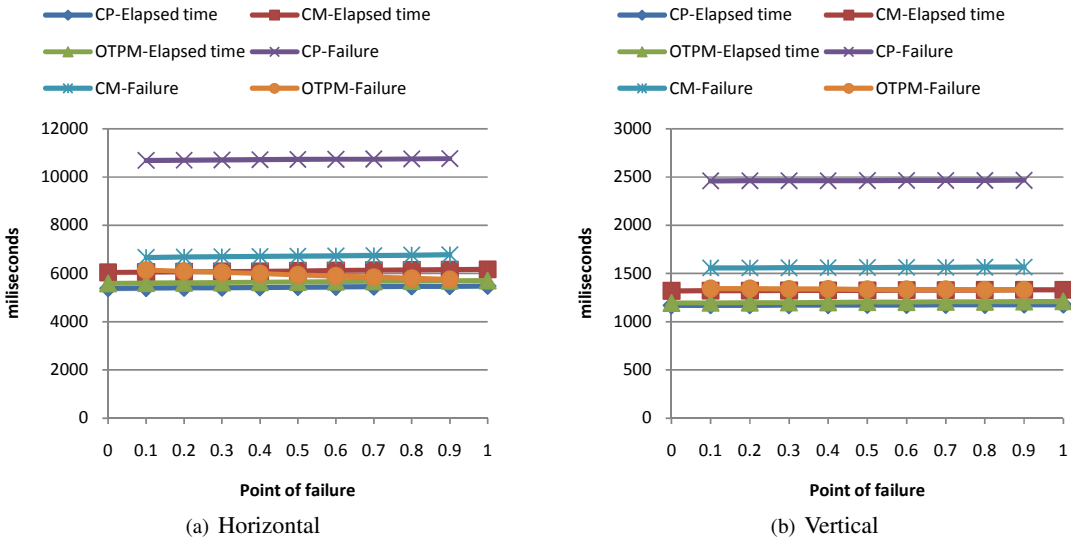 CP-Elapsed time
CM-Elapsed time
OTPM-Elapsed time
CP-Failure
CM-Failure
OTPM-Failure
12000
10000
8000
6000
4000
2000
0
miliseconds
0 0.1 0.2 0.3 0.4 0.5 0.6 0.7 0.8 0.9 1
Point of failure
(a) Horizontal
CP-Elapsed time
CM-Elapsed time
OTPM-Elapsed time
CP-Failure
CM-Failure
OTPM-Failure
3000
2500
2000
1500
1000
500
0
miliseconds
0 0.1 0.2 0.3 0.4 0.5 0.6 0.7 0.8 0.9 1
Point of failure
(b) Vertical